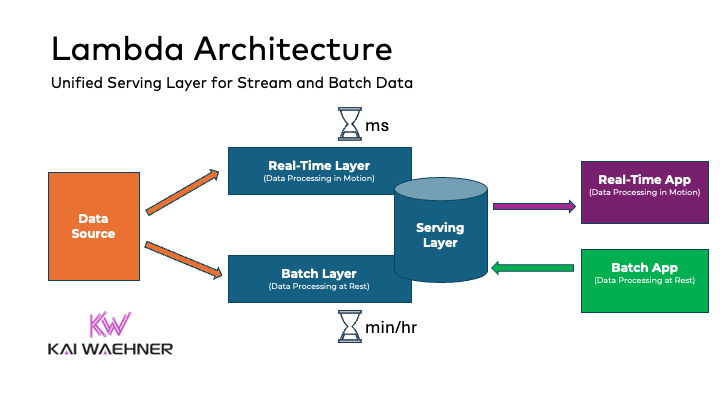 Lambda Architecture
Unified Serving Layer for Stream and Batch Data
ms
Real-Time Layer
(Data Processing in Motion)
Real-Time App
(Data Processing in Motion)
Data
Source
Serving
Layer
Batch Layer
(Data Processing at Rest)
Batch App
(Data Processing at Rest)
min/hr
KW
KAI WAEHNER